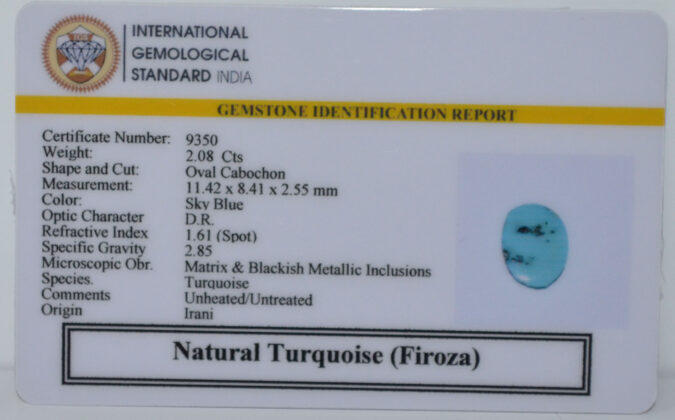 INTERNATIONAL
GEMOLOGICAL
STANDARD INDIA
GEMSTONE IDENTIFICATION REPORT
Certificate Number: 9350
Weight: 2.08 Cts
Shape and Cut: Oval Cabochon
Measurement: 11.42 x 8.41 x 2.55 mm
Color: Sky Blue
Optic Character D.R.
Refractive Index 1.61 (Spot)
Specific Gravity 2.85
Microscopic Obr. Matrix & Blackish Metallic Inclusions
Species. Turquoise
Comments Unheated/Untreated
Origin Irani
Natural Turquoise (Firoza)